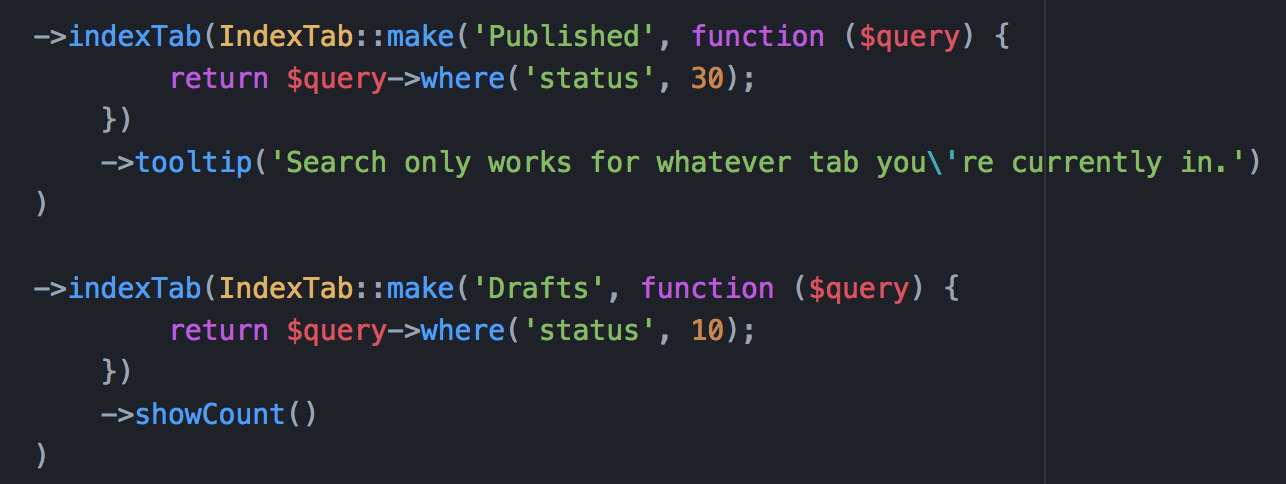 ->indexTab(IndexTab::make('Published', function ($query) {
        return $query->where('status', 30);
    })
    ->tooltip('Search only works for whatever tab you\'re currently in.')
)

->indexTab(IndexTab::make('Drafts', function ($query) {
        return $query->where('status', 10);
    })
    ->showCount()
)